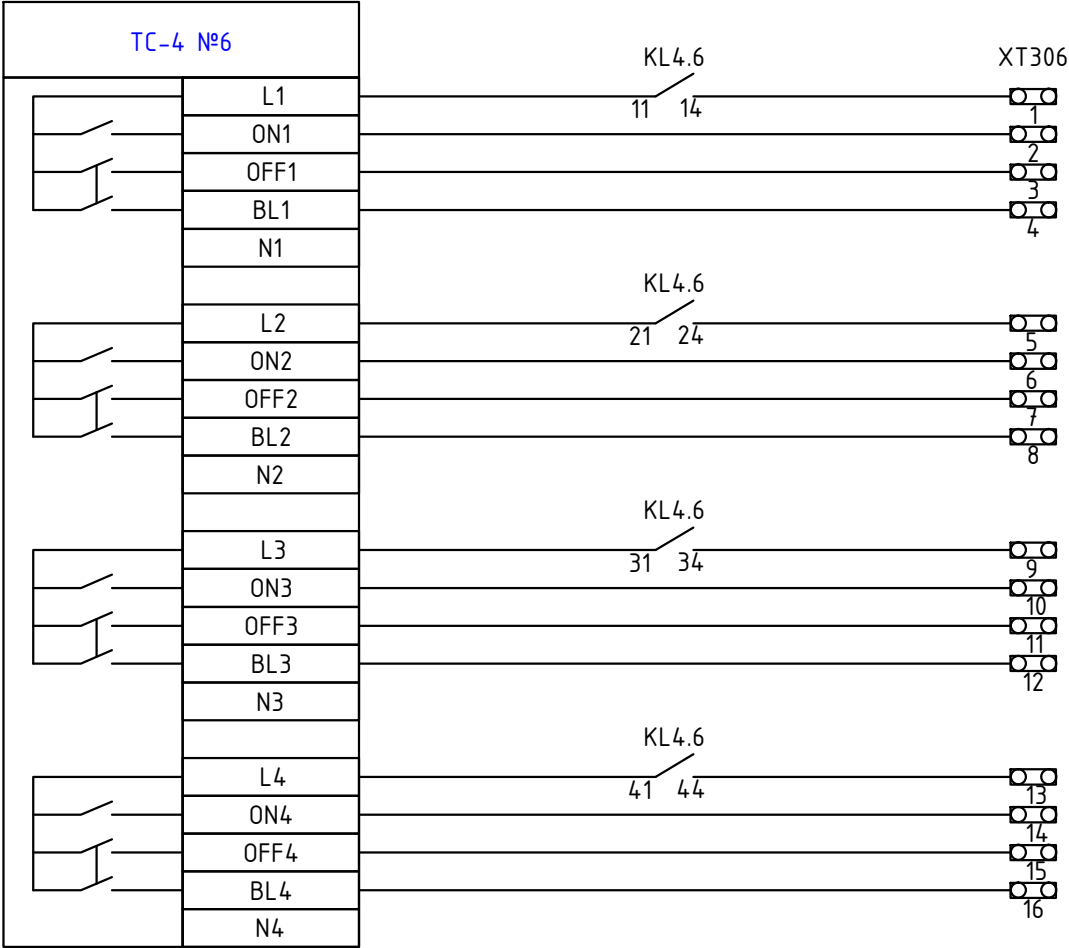 ТС-4 №6
KL4.6
XT306
L1
11 14
1
ON1
2
OFF1
3
BL1
4
N1
KL4.6
L2
21 24
5
ON2
6
OFF2
7
BL2
8
N2
KL4.6
L3
31 34
9
ON3
10
OFF3
11
BL3
12
N3
KL4.6
L4
41 44
13
ON4
14
OFF4
15
BL4
16
N4